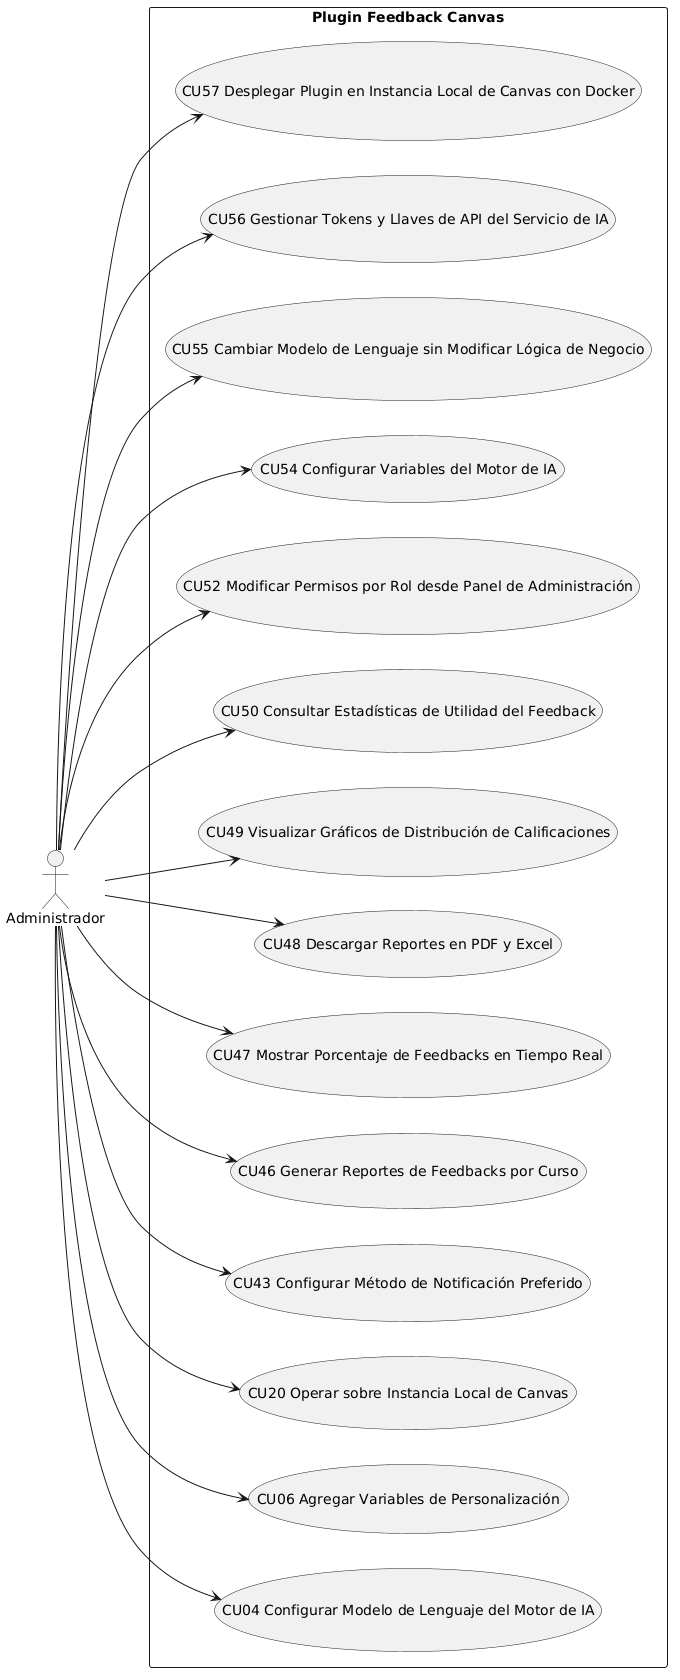 Plugin Feedback Canvas
CU57 Desplegar Plugin en Instancia Local de Canvas con Docker
CU56 Gestionar Tokens y Llaves de API del Servicio de IA
CU55 Cambiar Modelo de Lenguaje sin Modificar Lógica de Negocio
CU54 Configurar Variables del Motor de IA
CU52 Modificar Permisos por Rol desde Panel de Administración
CU50 Consultar Estadísticas de Utilidad del Feedback
CU49 Visualizar Gráficos de Distribución de Calificaciones
Administrador
CU48 Descargar Reportes en PDF y Excel
CU47 Mostrar Porcentaje de Feedbacks en Tiempo Real
CU46 Generar Reportes de Feedbacks por Curso
CU43 Configurar Método de Notificación Preferido
CU20 Operar sobre Instancia Local de Canvas
CU06 Agregar Variables de Personalización
CU04 Configurar Modelo de Lenguaje del Motor de IA